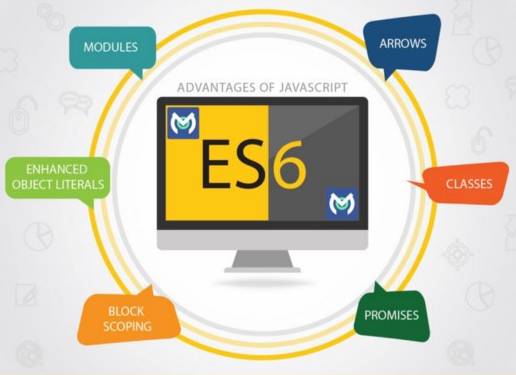 MODULES
ARROWS
ADVANTAGES OF JAVASCRIPT
ES6
ENHANCED
OBJECT LITERALS
CLASSES
BLOCK
SCOPING
PROMISES